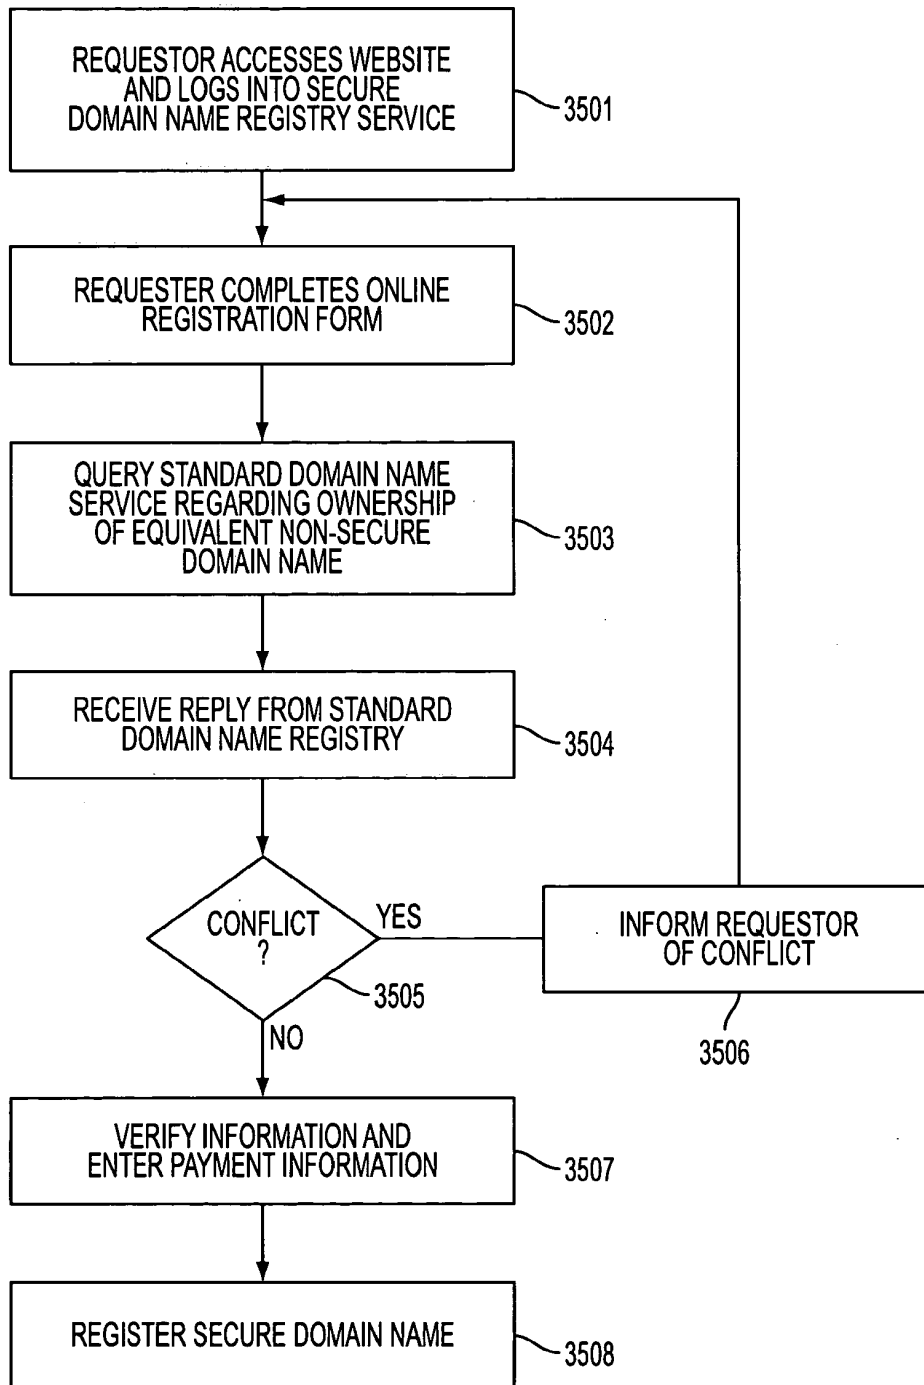 REQUESTOR ACCESSES WEBSITE
AND LOGS INTO SECURE
DOMAIN NAME REGISTRY SERVICE
3501
REQUESTER COMPLETES ONLINE
REGISTRATION FORM
3502
QUERY STANDARD DOMAIN NAME
SERVICE REGARDING OWNERSHIP
OF EQUIVALENT NON-SECURE
DOMAIN NAME
3503
RECEIVE REPLY FROM STANDARD
DOMAIN NAME REGISTRY
3504
CONFLICT
?
YES
3505
NO
INFORM REQUESTOR
OF CONFLICT
3506
VERIFY INFORMATION AND
ENTER PAYMENT INFORMATION
3507
REGISTER SECURE DOMAIN NAME
3508